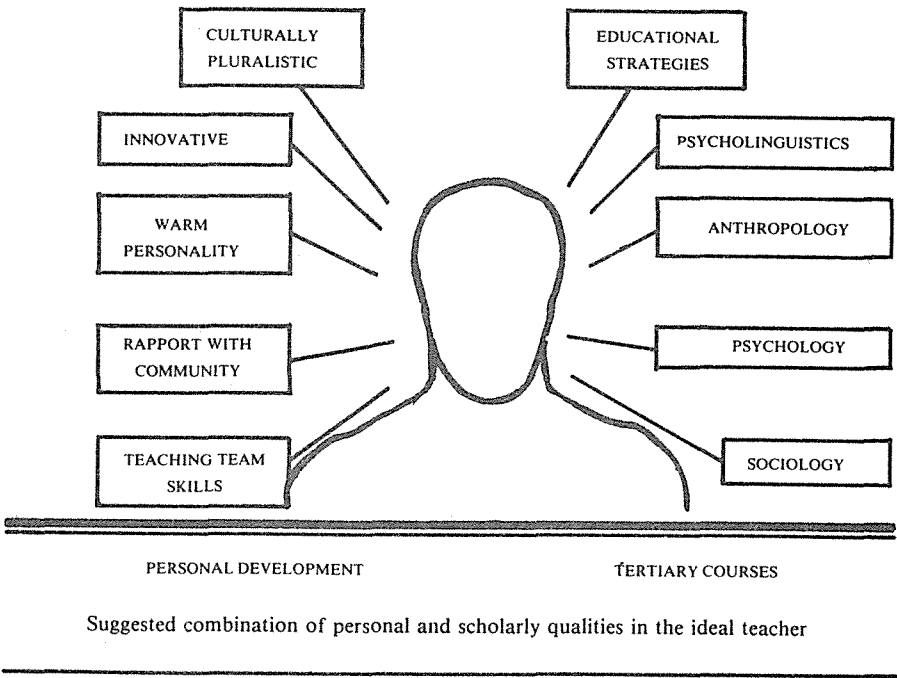 CULTURALLY
PLURALISTIC
INNOVATIVE
WARM
PERSONALITY
RAPPORT WITH
COMMUNITY
TEACHING TEAM
SKILLS
EDUCATIONAL
STRATEGIES
PSYCHOLINGUISTICS
ANTHROPOLOGY
PSYCHOLOGY
SOCIOLOGY
PERSONAL DEVELOPMENT
TERTIARY COURSES
Suggested combination of personal and scholarly qualities in the ideal teacher